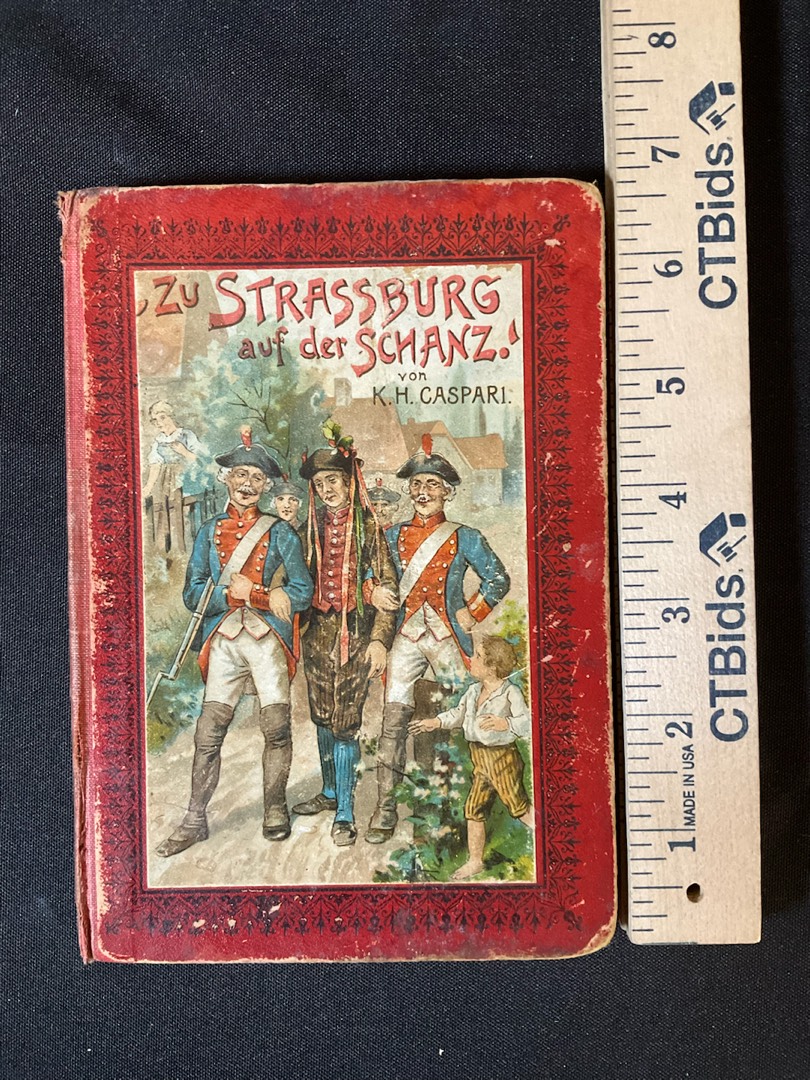 ‚Zu STRASSBURG
auf der SCHANZ.‘
von
K. H. CASPARI.
8
7
6
5
4
3
2
1
CTBids.
CTBids.
MADE IN USA